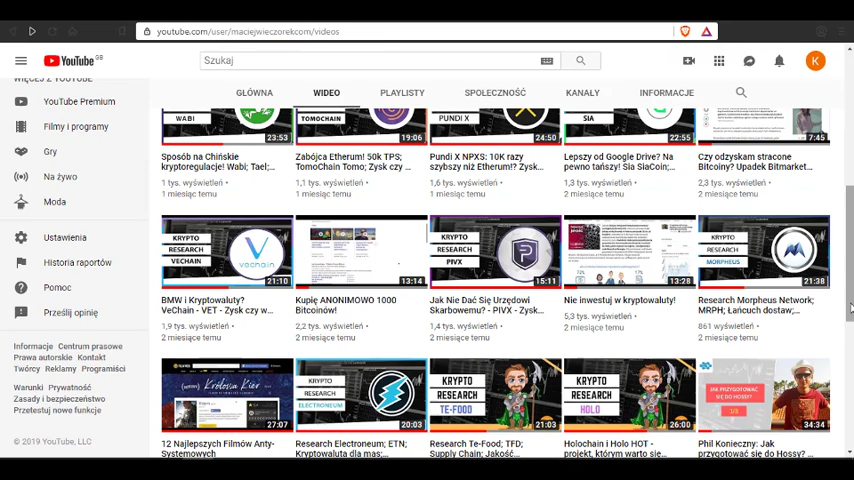 youtube.com/user/maciejwieczorekcom/videos
YouTube GB
Szukaj
K
WIĘCEJ Z YOUTUBE
GŁÓWNA WIDEO PLAYLISTY SPOŁECZNOŚĆ KANAŁY INFORMACJE
YouTube Premium
Filmy i programy
Gry
Na żywo
Moda
Ustawienia
Historia raportów
Pomoc
Prześlij opinię
Informacje Centrum prasowe
Prawa autorskie Kontakt
Twórcy Reklamy Programiści
Warunki Prywatność
Zasady i bezpieczeństwo
Przetestuj nowe funkcje
© 2019 YouTube, LLC
WABI 23:53
TOMOCHAIN 19:06
PUNDI X 24:50
SIA 22:55
17:45
Sposób na Chińskie
kryptoregulacje! Wabi; Tael;...
1 tys. wyświetleń •
1 miesiąc temu
Zabójca Etherum! 50k TPS;
TomoChain Tomo; Zysk czy ...
1,1 tys. wyświetleń •
1 miesiąc temu
Pundi X NPXS: 10K razy
szybszy niż Etherum!? Zysk...
1,6 tys. wyświetleń •
1 miesiąc temu
Lepszy od Google Drive? Na
pewno tańszy! Sia SiaCoin;...
1,3 tys. wyświetleń •
2 miesiące temu
Czy odzyskam stracone
Bitcoiny? Upadek Bitmarket...
2,3 tys. wyświetleń •
2 miesiące temu
KRYPTO
RESEARCH
VECHAIN
21:10
13:14
KRYPTO
RESEARCH
PIVX
15:11
13:28
KRYPTO
RESEARCH
MORPHEUS
21:38
BMW i Kryptowaluty?
VeChain - VET - Zysk czy w...
1,9 tys. wyświetleń •
2 miesiące temu
Kupię ANONIMOWO 1000
Bitcoinów!
2,2 tys. wyświetleń •
2 miesiące temu
Jak Nie Dać Się Urzędowi
Skarbowemu? - PIVX - Zysk...
1,4 tys. wyświetleń •
2 miesiące temu
Nie inwestuj w kryptowaluty!
5,3 tys. wyświetleń •
2 miesiące temu
Research Morpheus Network;
MRPH; Łańcuch dostaw;...
861 wyświetleń •
2 miesiące temu
Królowa Kier
27:07
KRYPTO
RESEARCH
ELECTRONEUM
20:03
KRYPTO
RESEARCH
TE-FOOD
21:03
KRYPTO
RESEARCH
HOLO
26:00
JAK PRZYGOTOWAĆ
SIĘ DO HOSSY?
1/2
34:34
12 Najlepszych Filmów Anty-
Systemowych
Research Electroneum; ETN;
Kryptowaluta dla mas;...
Research Te-Food; TFD;
Supply Chain; Jakość...
Holochain i Holo HOT -
projekt, którym warto się...
Phil Konieczny: Jak
przygotować się do Hossy? ...